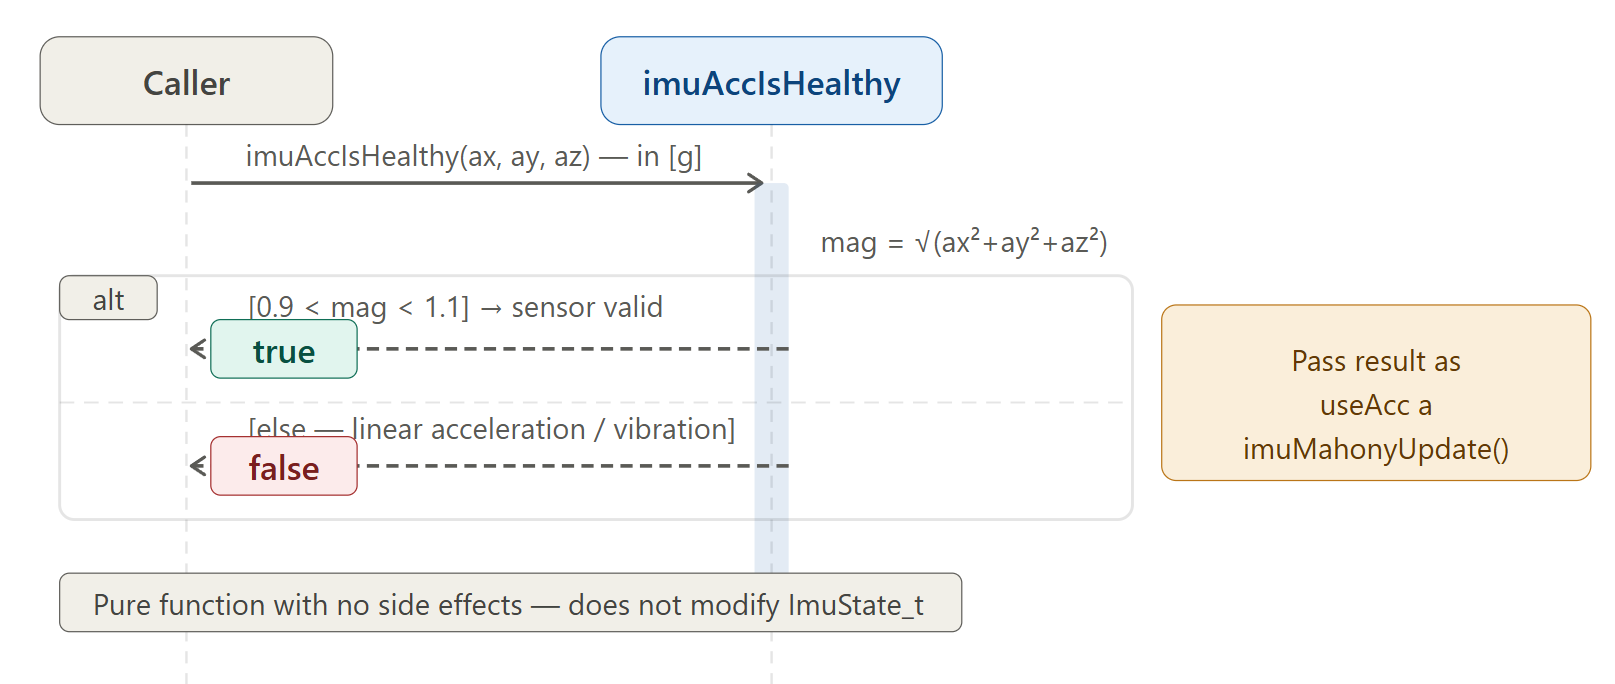 Caller
imuAccIsHealthy
imuAccIsHealthy(ax, ay, az) — in [g]
mag = √(ax²+ay²+az²)
alt
[0.9 < mag < 1.1] → sensor valid
true
Pass result as
useAcc a
imuMahonyUpdate()
[else — linear acceleration / vibration]
false
Pure function with no side effects — does not modify ImuState_t